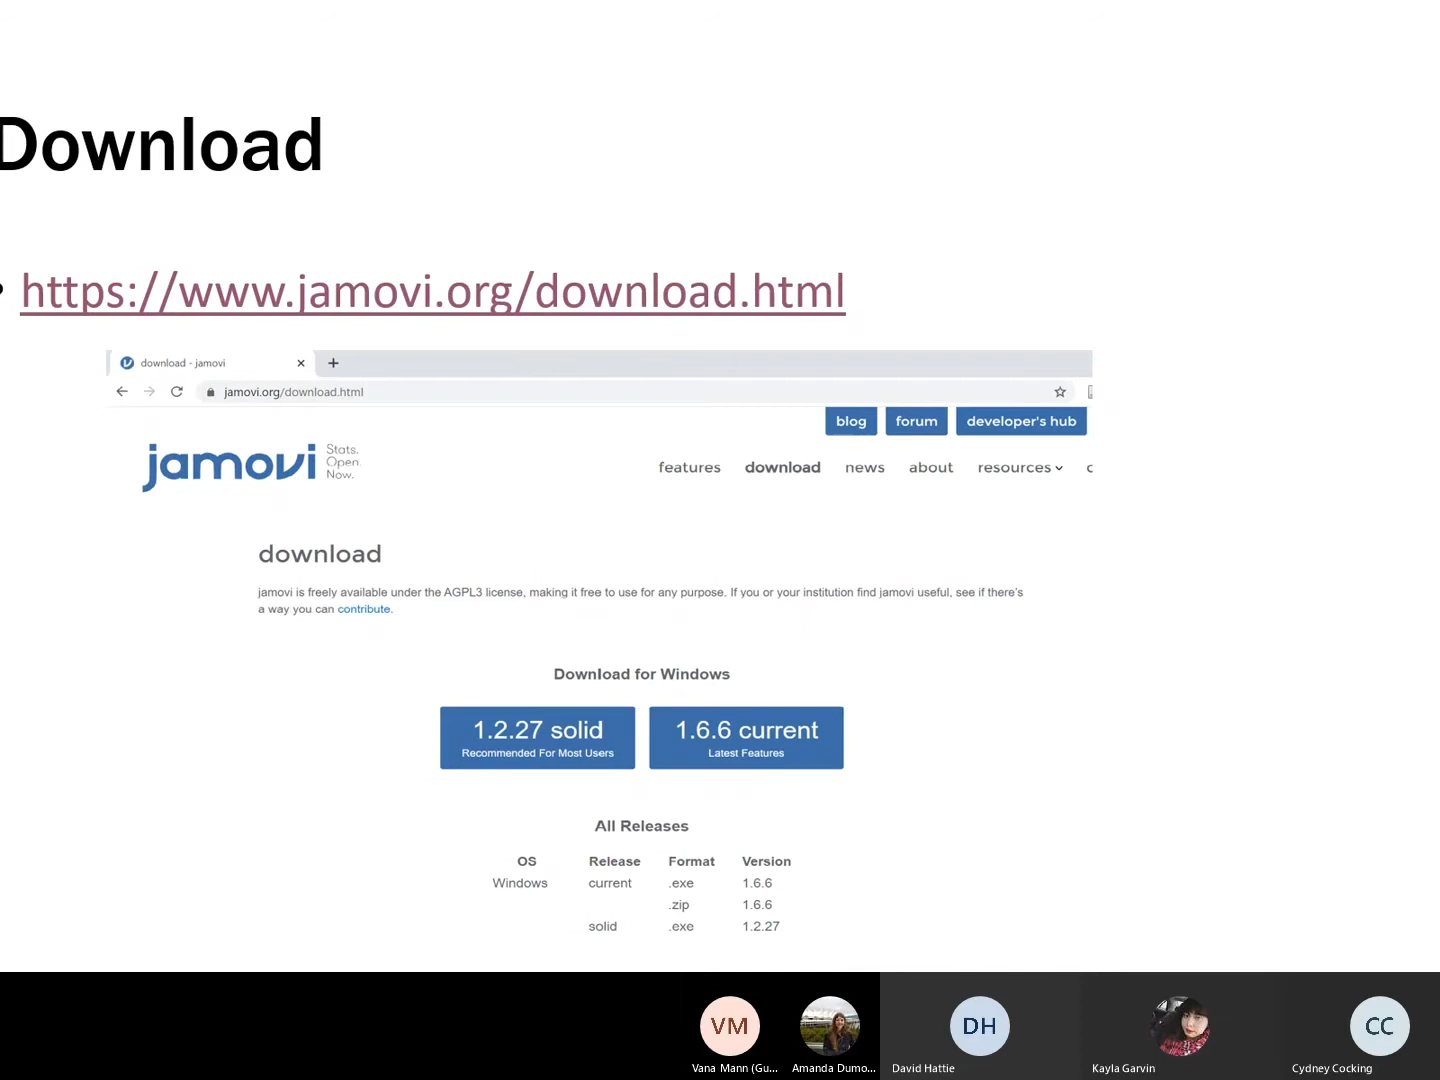 Download
• https://www.jamovi.org/download.html
download - jamovi
jamovi.org/download.html
blog forum developer's hub
jamovi Stats. Open. Now.
features download news about resources c
download
jamovi is freely available under the AGPL3 license, making it free to use for any purpose. If you or your institution find jamovi useful, see if there's
a way you can contribute.
Download for Windows
1.2.27 solid 1.6.6 current
Recommended For Most Users Latest Features
All Releases
OS Release Format Version
Windows current .exe 1.6.6
.zip 1.6.6
solid .exe 1.2.27
VM DH CC
Vana Mann (Gu... Amanda Dumo... David Hattie Kayla Garvin Cydney Cocking